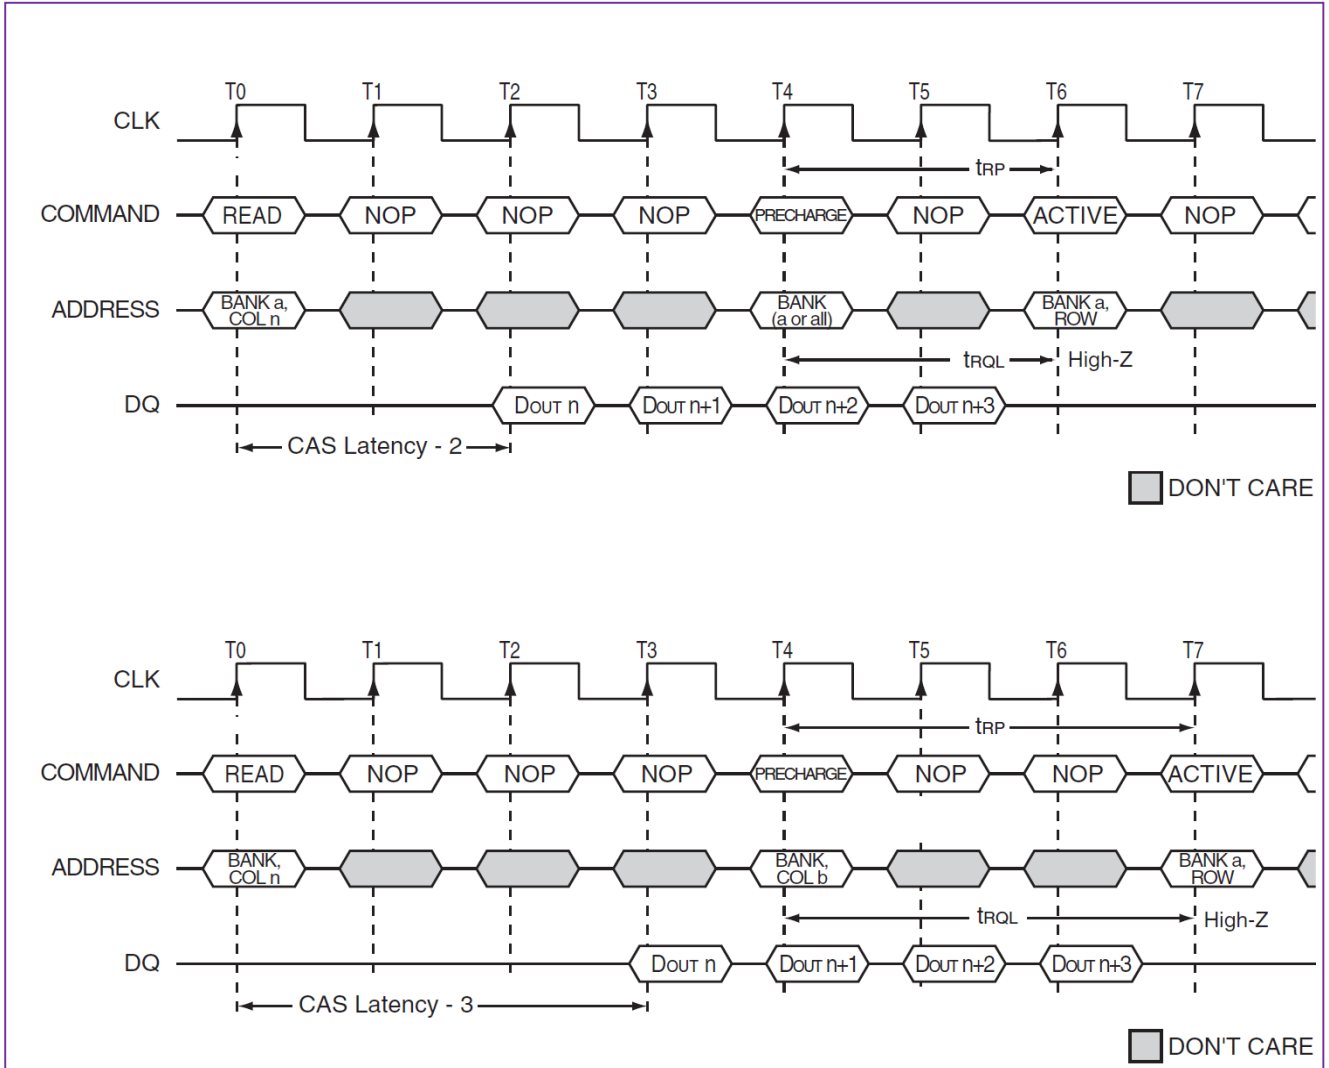 T0 T1 T2 T3 T4 T5 T6 T7
CLK
tRP
COMMAND READ NOP NOP NOP PRECHARGE NOP ACTIVE NOP
ADDRESS BANK a, COL n BANK (a or all) BANK a, ROW
tRQL High-Z
DQ DOUT n DOUT n+1 DOUT n+2 DOUT n+3
CAS Latency - 2
DON'T CARE
T0 T1 T2 T3 T4 T5 T6 T7
CLK
tRP
COMMAND READ NOP NOP NOP PRECHARGE NOP NOP ACTIVE
ADDRESS BANK, COL n BANK, COL b BANK a, ROW
tRQL High-Z
DQ DOUT n DOUT n+1 DOUT n+2 DOUT n+3
CAS Latency - 3
DON'T CARE